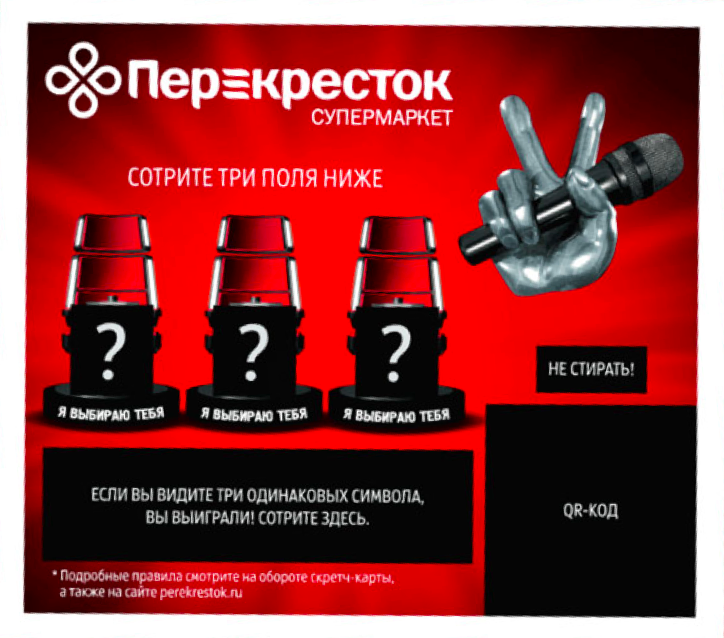 Перекресток
СУПЕРМАРКЕТ
СОТРИТЕ ТРИ ПОЛЯ НИЖЕ
? ? ?
Я ВЫБИРАЮ ТЕБЯ Я ВЫБИРАЮ ТЕБЯ Я ВЫБИРАЮ ТЕБЯ
НЕ СТИРАТЬ!
ЕСЛИ ВЫ ВИДИТЕ ТРИ ОДИНАКОВЫХ СИМВОЛА,
ВЫ ВЫИГРАЛИ! СОТРИТЕ ЗДЕСЬ.
QR-КОД
* Подробные правила смотрите на обороте скретч-карты,
а также на сайте perekrestok.ru